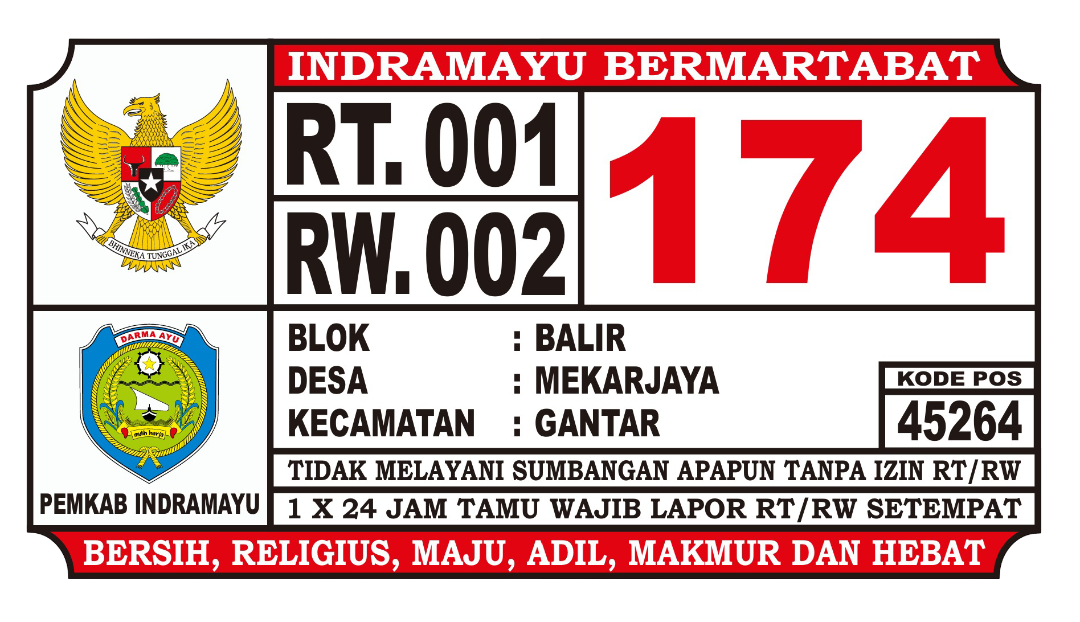 INDRAMAYU BERMARTABAT
BHINNEKA TUNGGAL IKA
RT. 001
RW. 002
174
DARMA AYU
mulih harja
PEMKAB INDRAMAYU
BLOK : BALIR
DESA : MEKARJAYA
KECAMATAN : GANTAR
KODE POS
45264
TIDAK MELAYANI SUMBANGAN APAPUN TANPA IZIN RT/RW
1 X 24 JAM TAMU WAJIB LAPOR RT/RW SETEMPAT
BERSIH, RELIGIUS, MAJU, ADIL, MAKMUR DAN HEBAT